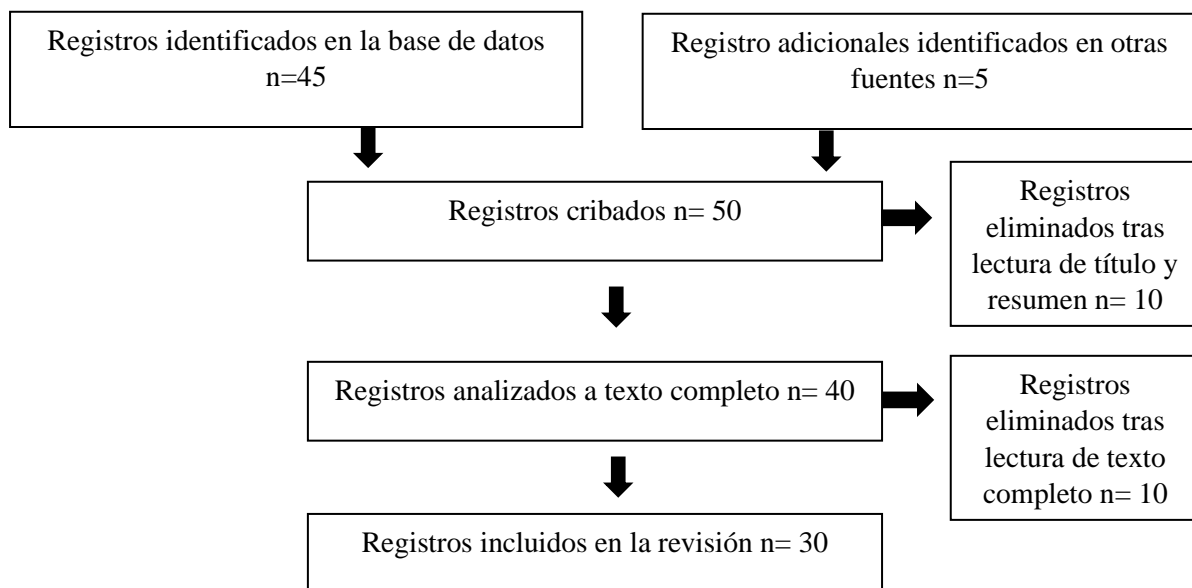 Registros identificados en la base de datos
n=45
Registro adicionales identificados en otras
fuentes n=5
Registros cribados n= 50
Registros
eliminados tras
lectura de título y
resumen n= 10
Registros analizados a texto completo n= 40
Registros
eliminados tras
lectura de texto
completo n= 10
Registros incluidos en la revisión n= 30